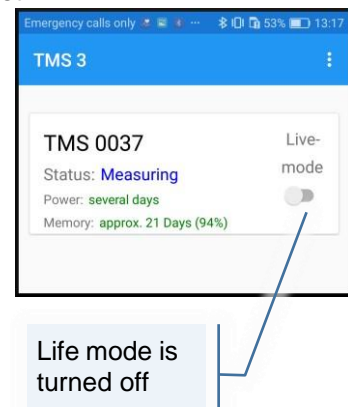 Emergency calls only ... 53% 13:17
TMS 3
TMS 0037
Live-
mode
Status: Measuring
Power: several days
Memory: approx. 21 Days (94%)
Life mode is
turned off